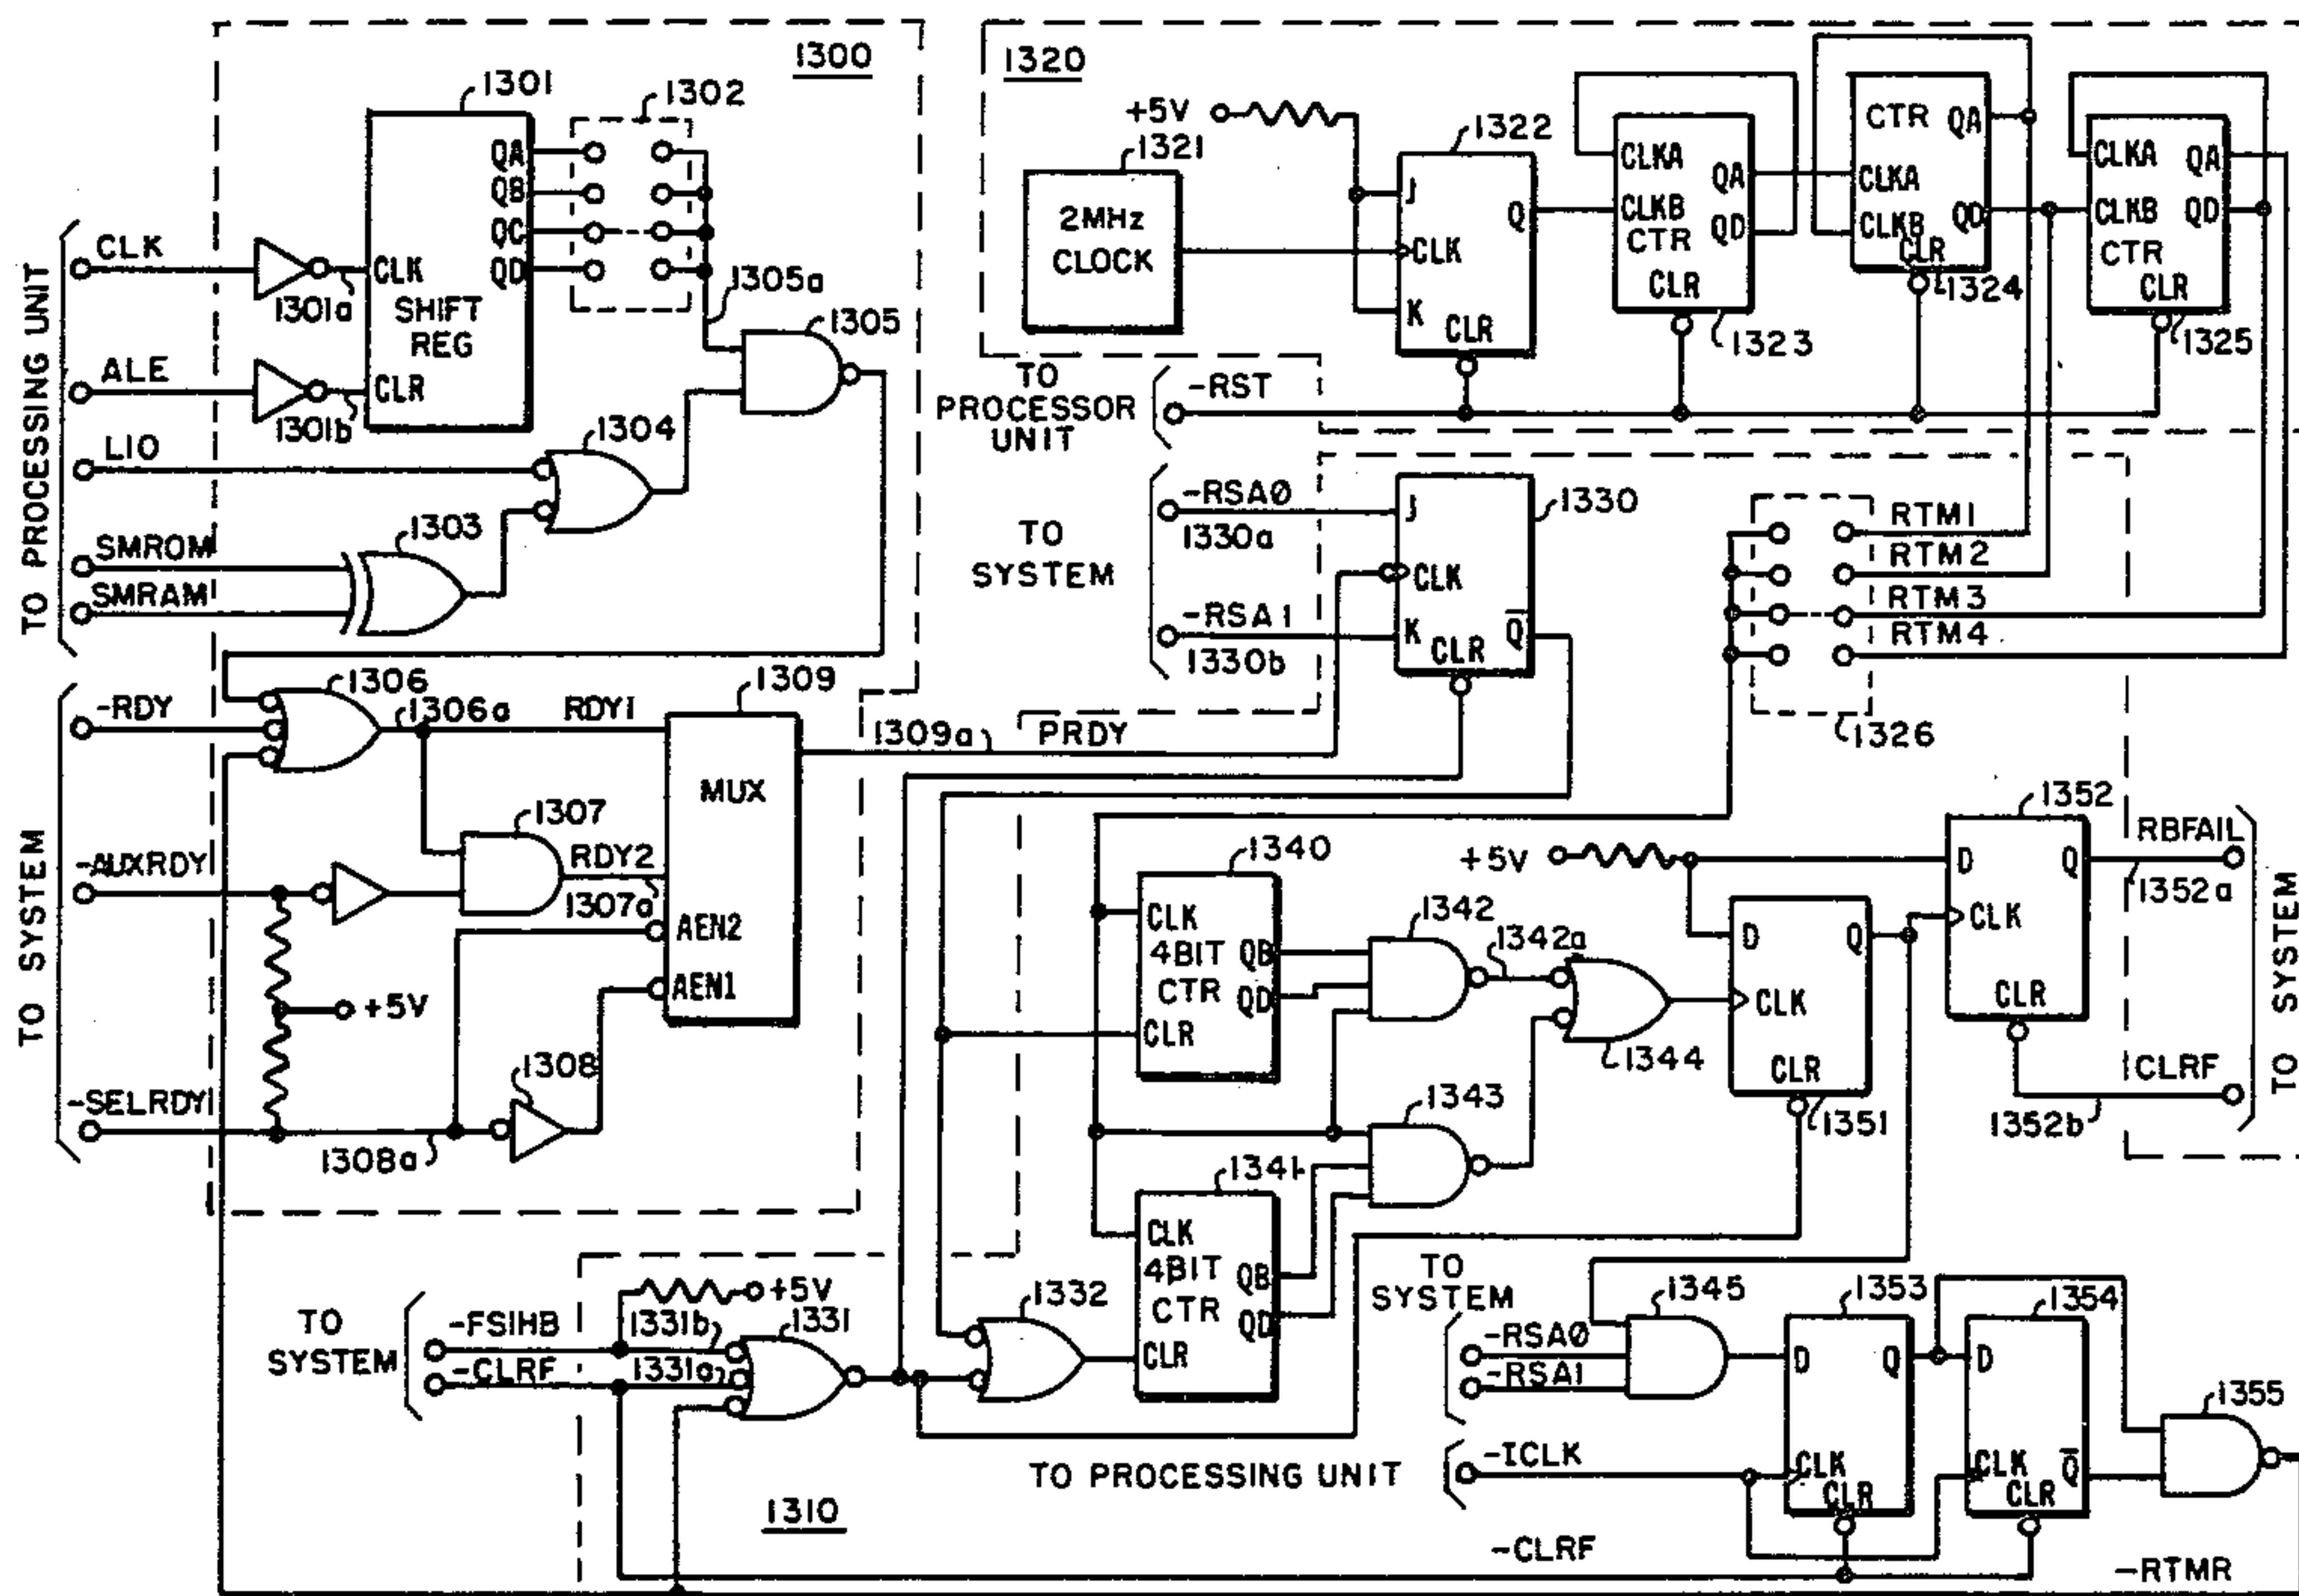 1300
1301
1302
QA
QB
QC
QD
CLK
SHIFT
REG
CLR
1301a
1301b
1305a
1305
TO PROCESSING UNIT
CLK
ALE
LIO
SMROM
SMRAM
1303
1304
1320
+5V
1321
2MHz
CLOCK
1322
J
Q
CLK
K
CLR
CLKA
QA
CLKB
QD
CTR
CLR
1323
CTR
QA
CLKA
CLKB
QD
CLR
1324
CLKA
QA
CLKB
QD
CTR
CLR
1325
TO
PROCESSOR
UNIT
-RST
TO
SYSTEM
-RSA0
1330a
-RSA1
1330b
1330
J
CLK
K
Q
CLR
RTM1
RTM2
RTM3
RTM4
1326
TO SYSTEM
-RDY
-AUXRDY
-SELRDY
1306
1306a
RDY1
1307
RDY2
1307a
1308
1308a
+5V
1309
MUX
AEN2
AEN1
1309a
PRDY
1340
CLK
4BIT
CTR
QB
QD
CLR
1341
CLK
4BIT
CTR
QB
QD
CLR
1342
1342a
1343
1344
+5V
D
Q
CLK
CLR
1351
1352
D
Q
CLK
CLR
RBFAIL
1352a
CLRF
1352b
TO SYSTEM
TO
SYSTEM
-FSIHB
-CLRF
+5V
1331b
1331a
1331
1332
1310
TO
SYSTEM
-RSA0
-RSA1
1345
TO PROCESSING UNIT
-ICLK
1353
D
Q
CLK
CLR
1354
D
CLK
Q
CLR
1355
-CLRF
-RTMR